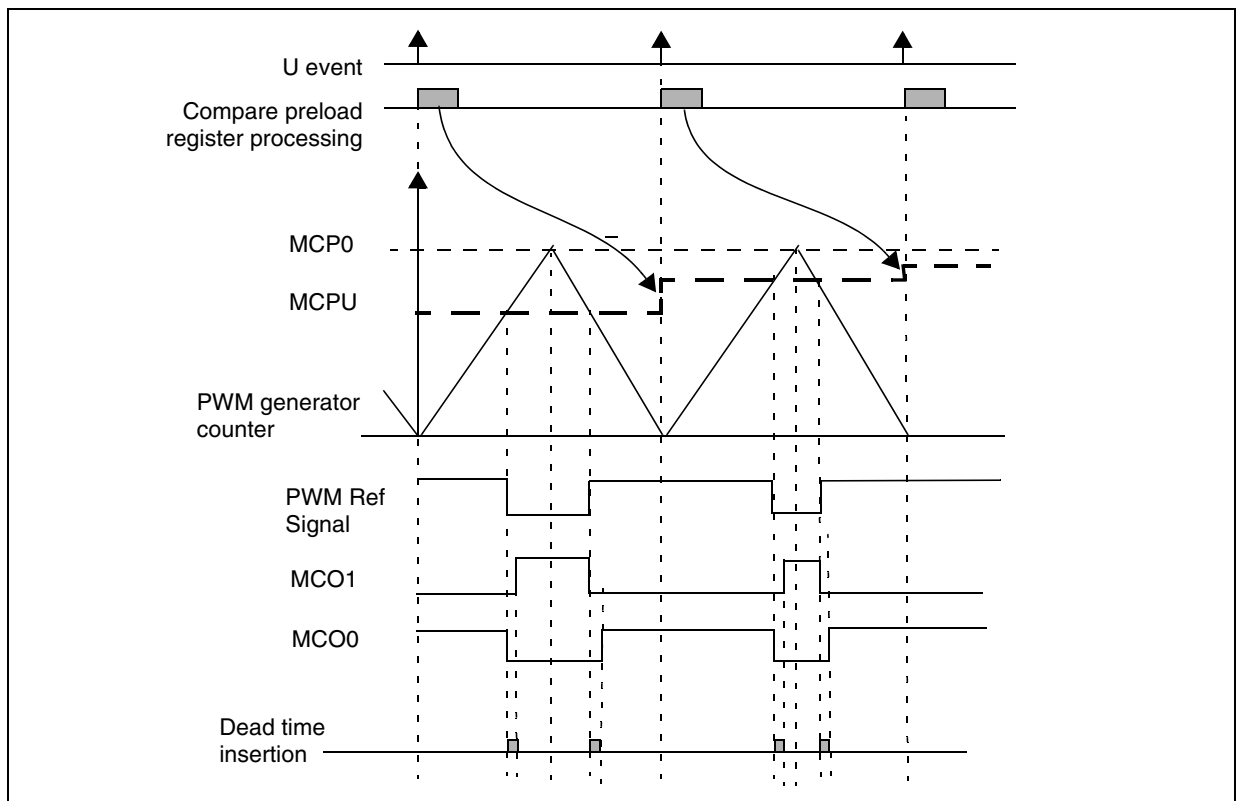 U event
Compare preload
register processing
MCP0
MCPU
PWM generator
counter
PWM Ref
Signal
MCO1
MCO0
Dead time
insertion